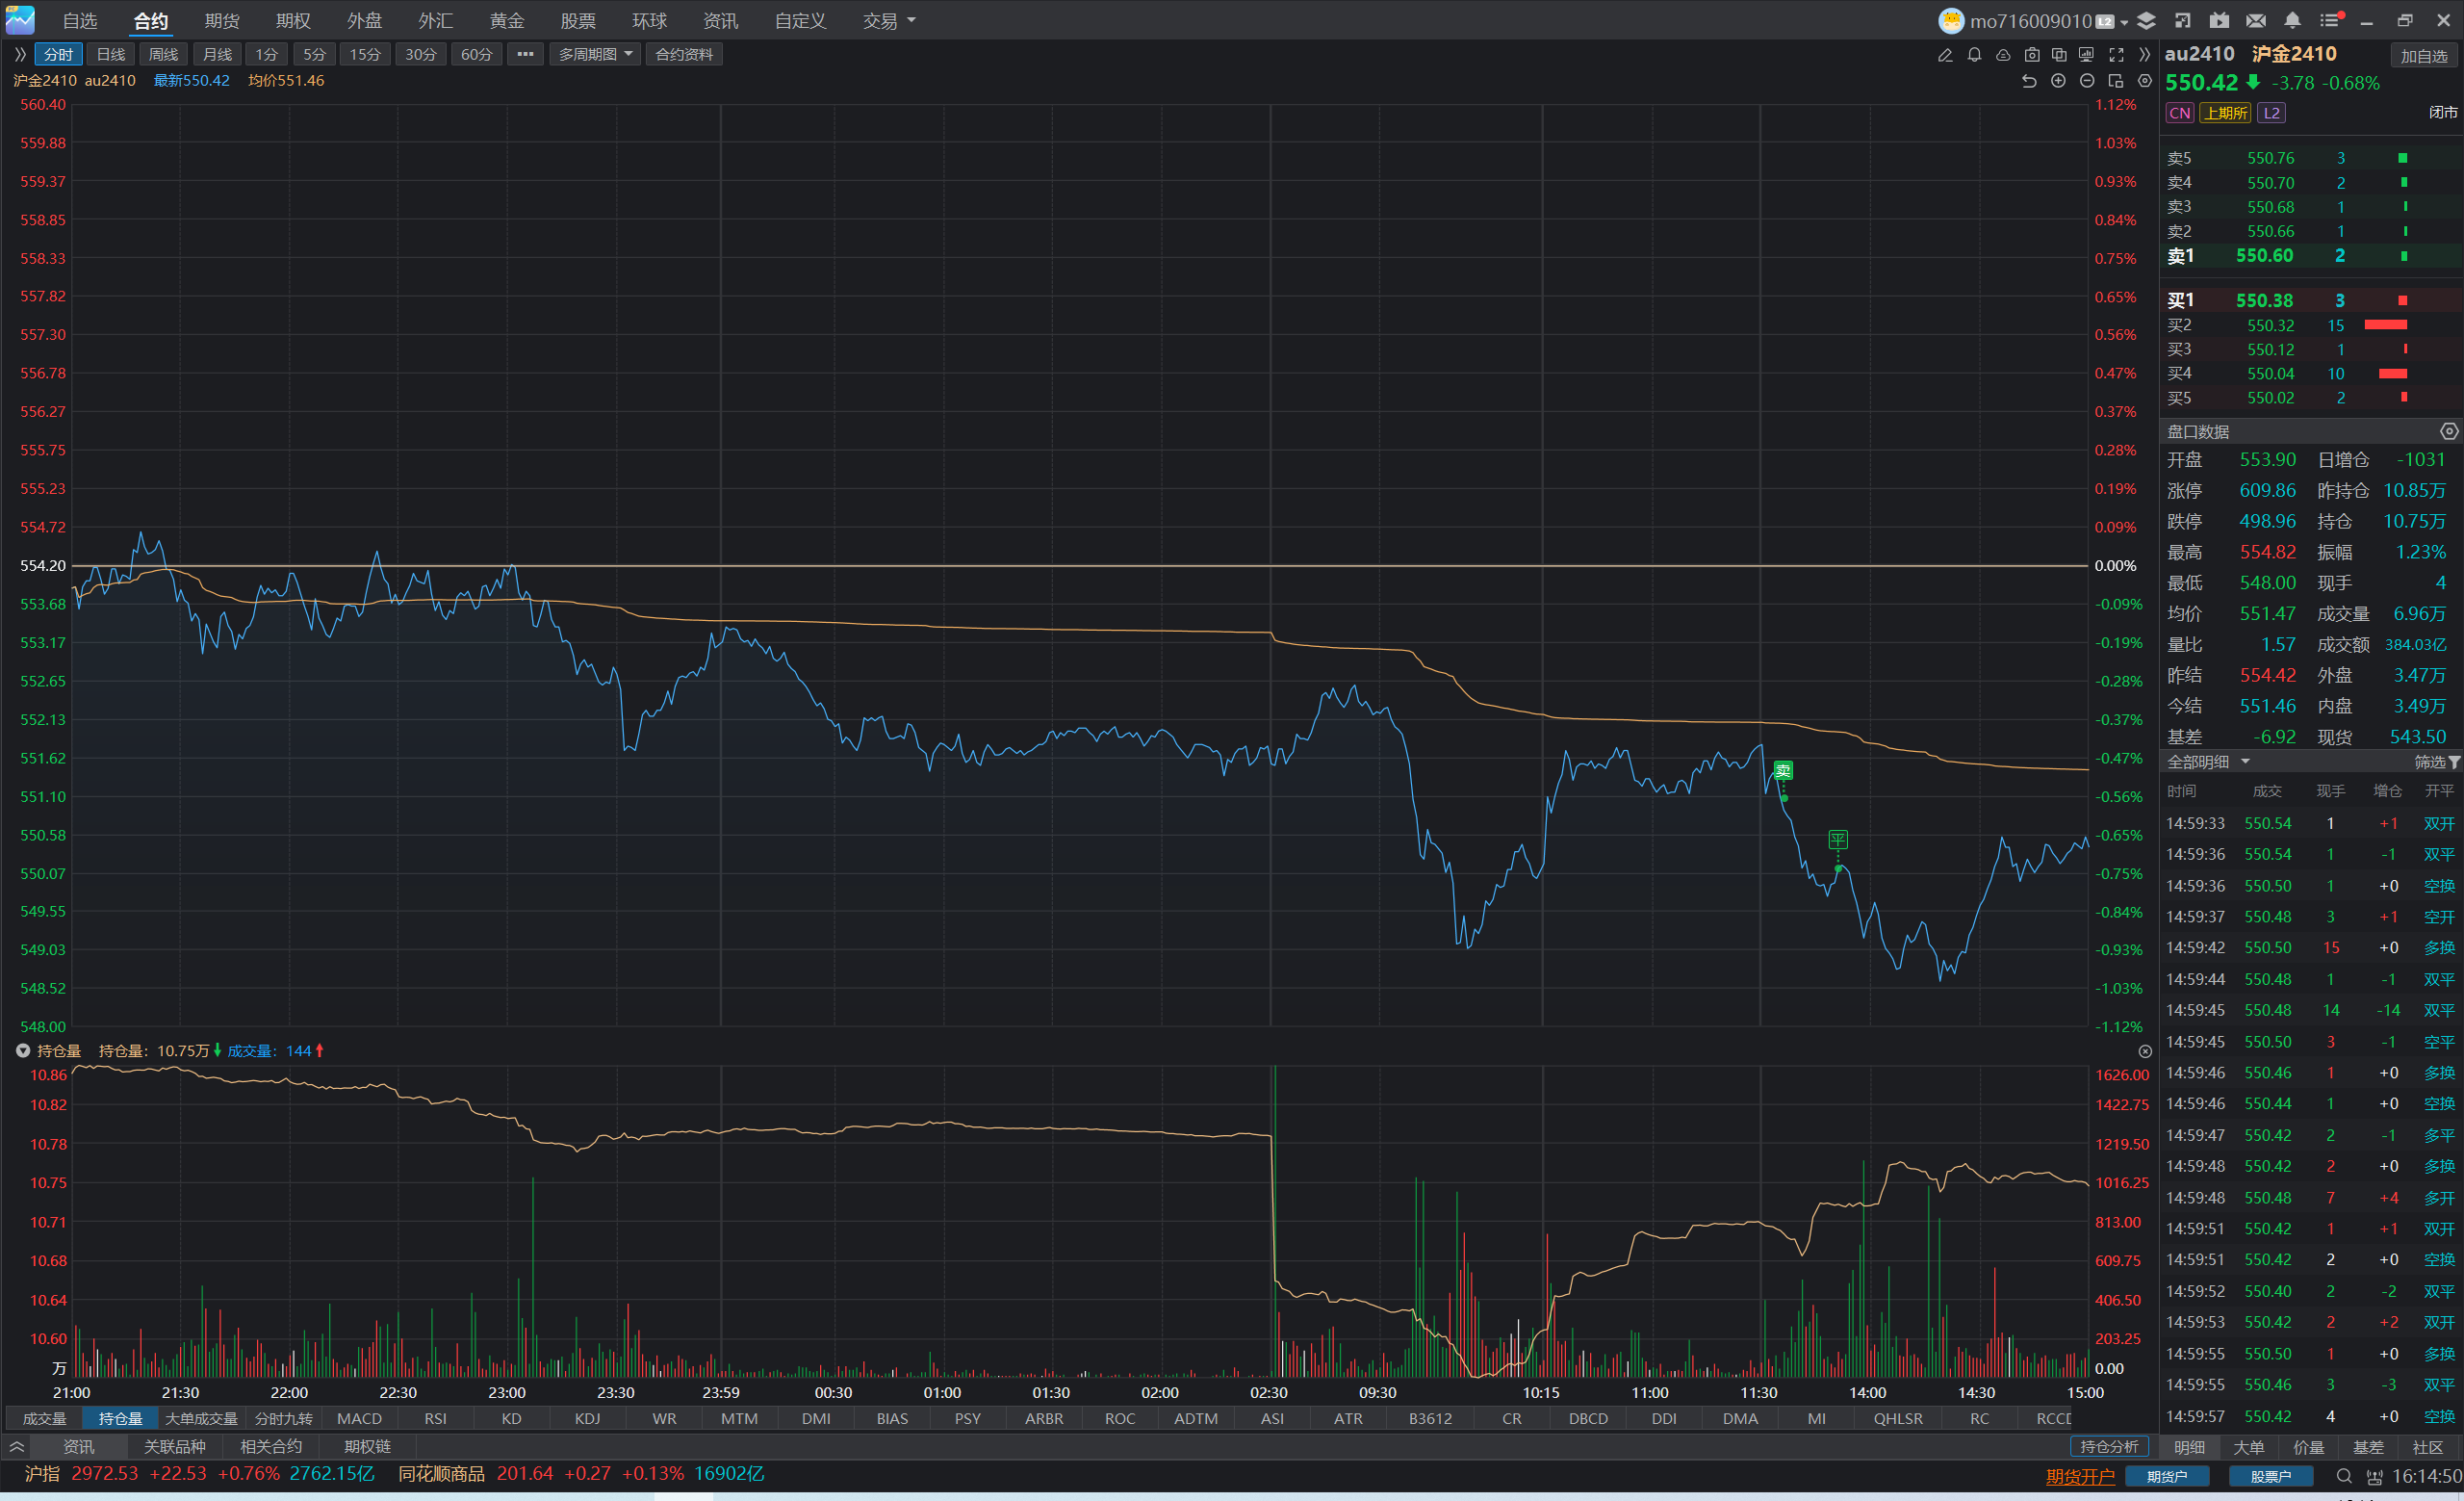 自选 合约 期货 期权 外盘 外汇 黄金 股票 环球 资讯 自定义 交易 mo716009010 L2
分时 日线 周线 月线 1分 5分 15分 30分 60分 ••• 多周期图 合约资料
沪金2410 au2410 最新550.42 均价551.46
560.40 1.12%
559.88 1.03%
559.37 0.93%
558.85 0.84%
558.33 0.75%
557.82 0.65%
557.30 0.56%
556.78 0.47%
556.27 0.37%
555.75 0.28%
555.23 0.19%
554.72 0.09%
554.20 0.00%
553.68 -0.09%
553.17 -0.19%
552.65 -0.28%
552.13 -0.37%
551.62 -0.47%
卖
551.10 -0.56%
550.58 -0.65%
平
550.07 -0.75%
549.55 -0.84%
549.03 -0.93%
548.52 -1.03%
548.00 -1.12%
持仓量 持仓量：10.75万 成交量：144
10.86 1626.00
10.82 1422.75
10.78 1219.50
10.75 1016.25
10.71 813.00
10.68 609.75
10.64 406.50
10.60 203.25
万 0.00
21:00 21:30 22:00 22:30 23:00 23:30 23:59 00:30 01:00 01:30 02:00 02:30 09:30 10:15 11:00 11:30 14:00 14:30 15:00
成交量 持仓量 大单成交量 分时九转 MACD RSI KD KDJ WR MTM DMI BIAS PSY ARBR ROC ADTM ASI ATR B3612 CR DBCD DDI DMA MI QHLSR RC RCCD
资讯 关联品种 相关合约 期权链 持仓分析
au2410 沪金2410 加自选
550.42 -3.78 -0.68%
CN 上期所 L2 闭市
卖5 550.76 3
卖4 550.70 2
卖3 550.68 1
卖2 550.66 1
卖1 550.60 2
买1 550.38 3
买2 550.32 15
买3 550.12 1
买4 550.04 10
买5 550.02 2
盘口数据
开盘 553.90 日增仓 -1031
涨停 609.86 昨持仓 10.85万
跌停 498.96 持仓 10.75万
最高 554.82 振幅 1.23%
最低 548.00 现手 4
均价 551.47 成交量 6.96万
量比 1.57 成交额 384.03亿
昨结 554.42 外盘 3.47万
今结 551.46 内盘 3.49万
基差 -6.92 现货 543.50
全部明细 筛选
时间 成交 现手 增仓 开平
14:59:33 550.54 1 +1 双开
14:59:36 550.54 1 -1 双平
14:59:36 550.50 1 +0 空换
14:59:37 550.48 3 +1 空开
14:59:42 550.50 15 +0 多换
14:59:44 550.48 1 -1 双平
14:59:45 550.48 14 -14 双平
14:59:45 550.50 3 -1 空平
14:59:46 550.46 1 +0 多换
14:59:46 550.44 1 +0 空换
14:59:47 550.42 2 -1 多平
14:59:48 550.42 2 +0 多换
14:59:48 550.48 7 +4 多开
14:59:51 550.42 1 +1 双开
14:59:51 550.42 2 +0 空换
14:59:52 550.40 2 -2 双平
14:59:53 550.42 2 +2 双开
14:59:55 550.50 1 +0 多换
14:59:55 550.46 3 -3 双平
14:59:57 550.42 4 +0 空换
明细 大单 价量 基差 社区
沪指 2972.53 +22.53 +0.76% 2762.15亿 同花顺商品 201.64 +0.27 +0.13% 16902亿 期货开户 期货户 股票户 16:14:50